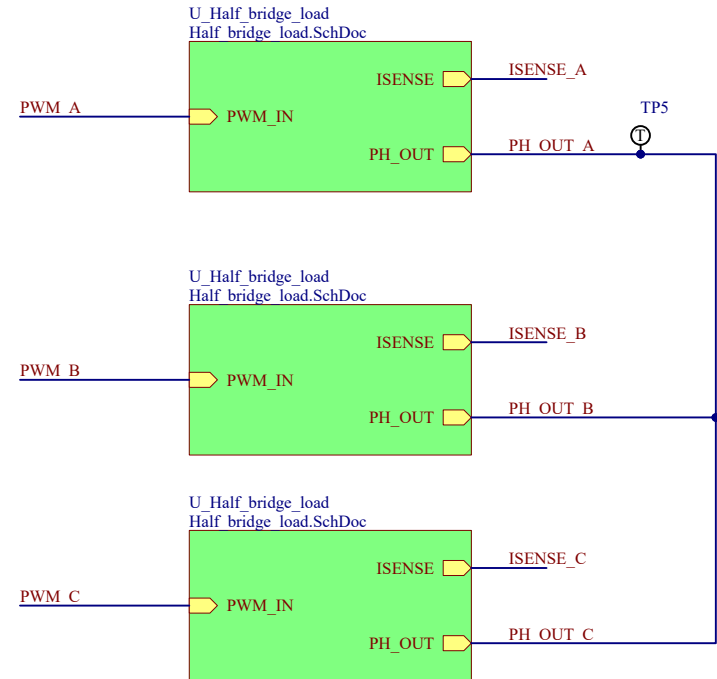 U_Half_bridge_load
Half_bridge_load.SchDoc
ISENSE
ISENSE_A
PWM_A
PWM_IN
TP5
T
PH_OUT
PH_OUT_A
U_Half_bridge_load
Half_bridge_load.SchDoc
ISENSE
ISENSE_B
PWM_B
PWM_IN
PH_OUT
PH_OUT_B
U_Half_bridge_load
Half_bridge_load.SchDoc
ISENSE
ISENSE_C
PWM_C
PWM_IN
PH_OUT
PH_OUT_C